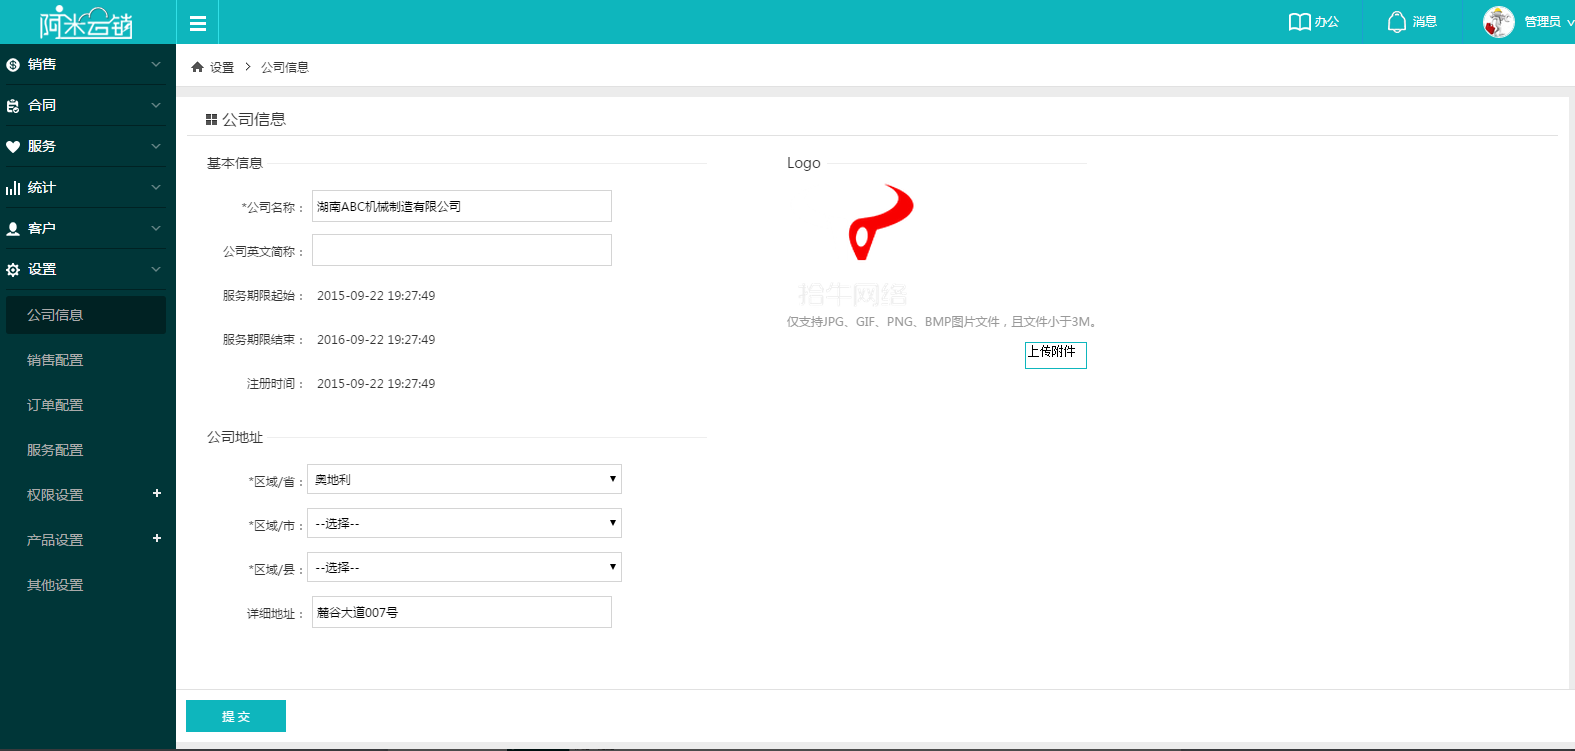 阿米云销
办公
消息
管理员
销售
合同
服务
统计
客户
设置
公司信息
销售配置
订单配置
服务配置
权限设置 +
产品设置 +
其他设置
设置 > 公司信息
公司信息
基本信息
*公司名称： 湖南ABC机械制造有限公司
公司英文简称：
服务期限起始： 2015-09-22 19:27:49
服务期限结束： 2016-09-22 19:27:49
注册时间： 2015-09-22 19:27:49
公司地址
*区域/省： 奥地利
*区域/市： --选择--
*区域/县： --选择--
详细地址： 麓谷大道007号
Logo
拾牛网络
仅支持JPG、GIF、PNG、BMP图片文件，且文件小于3M。
上传附件
提 交